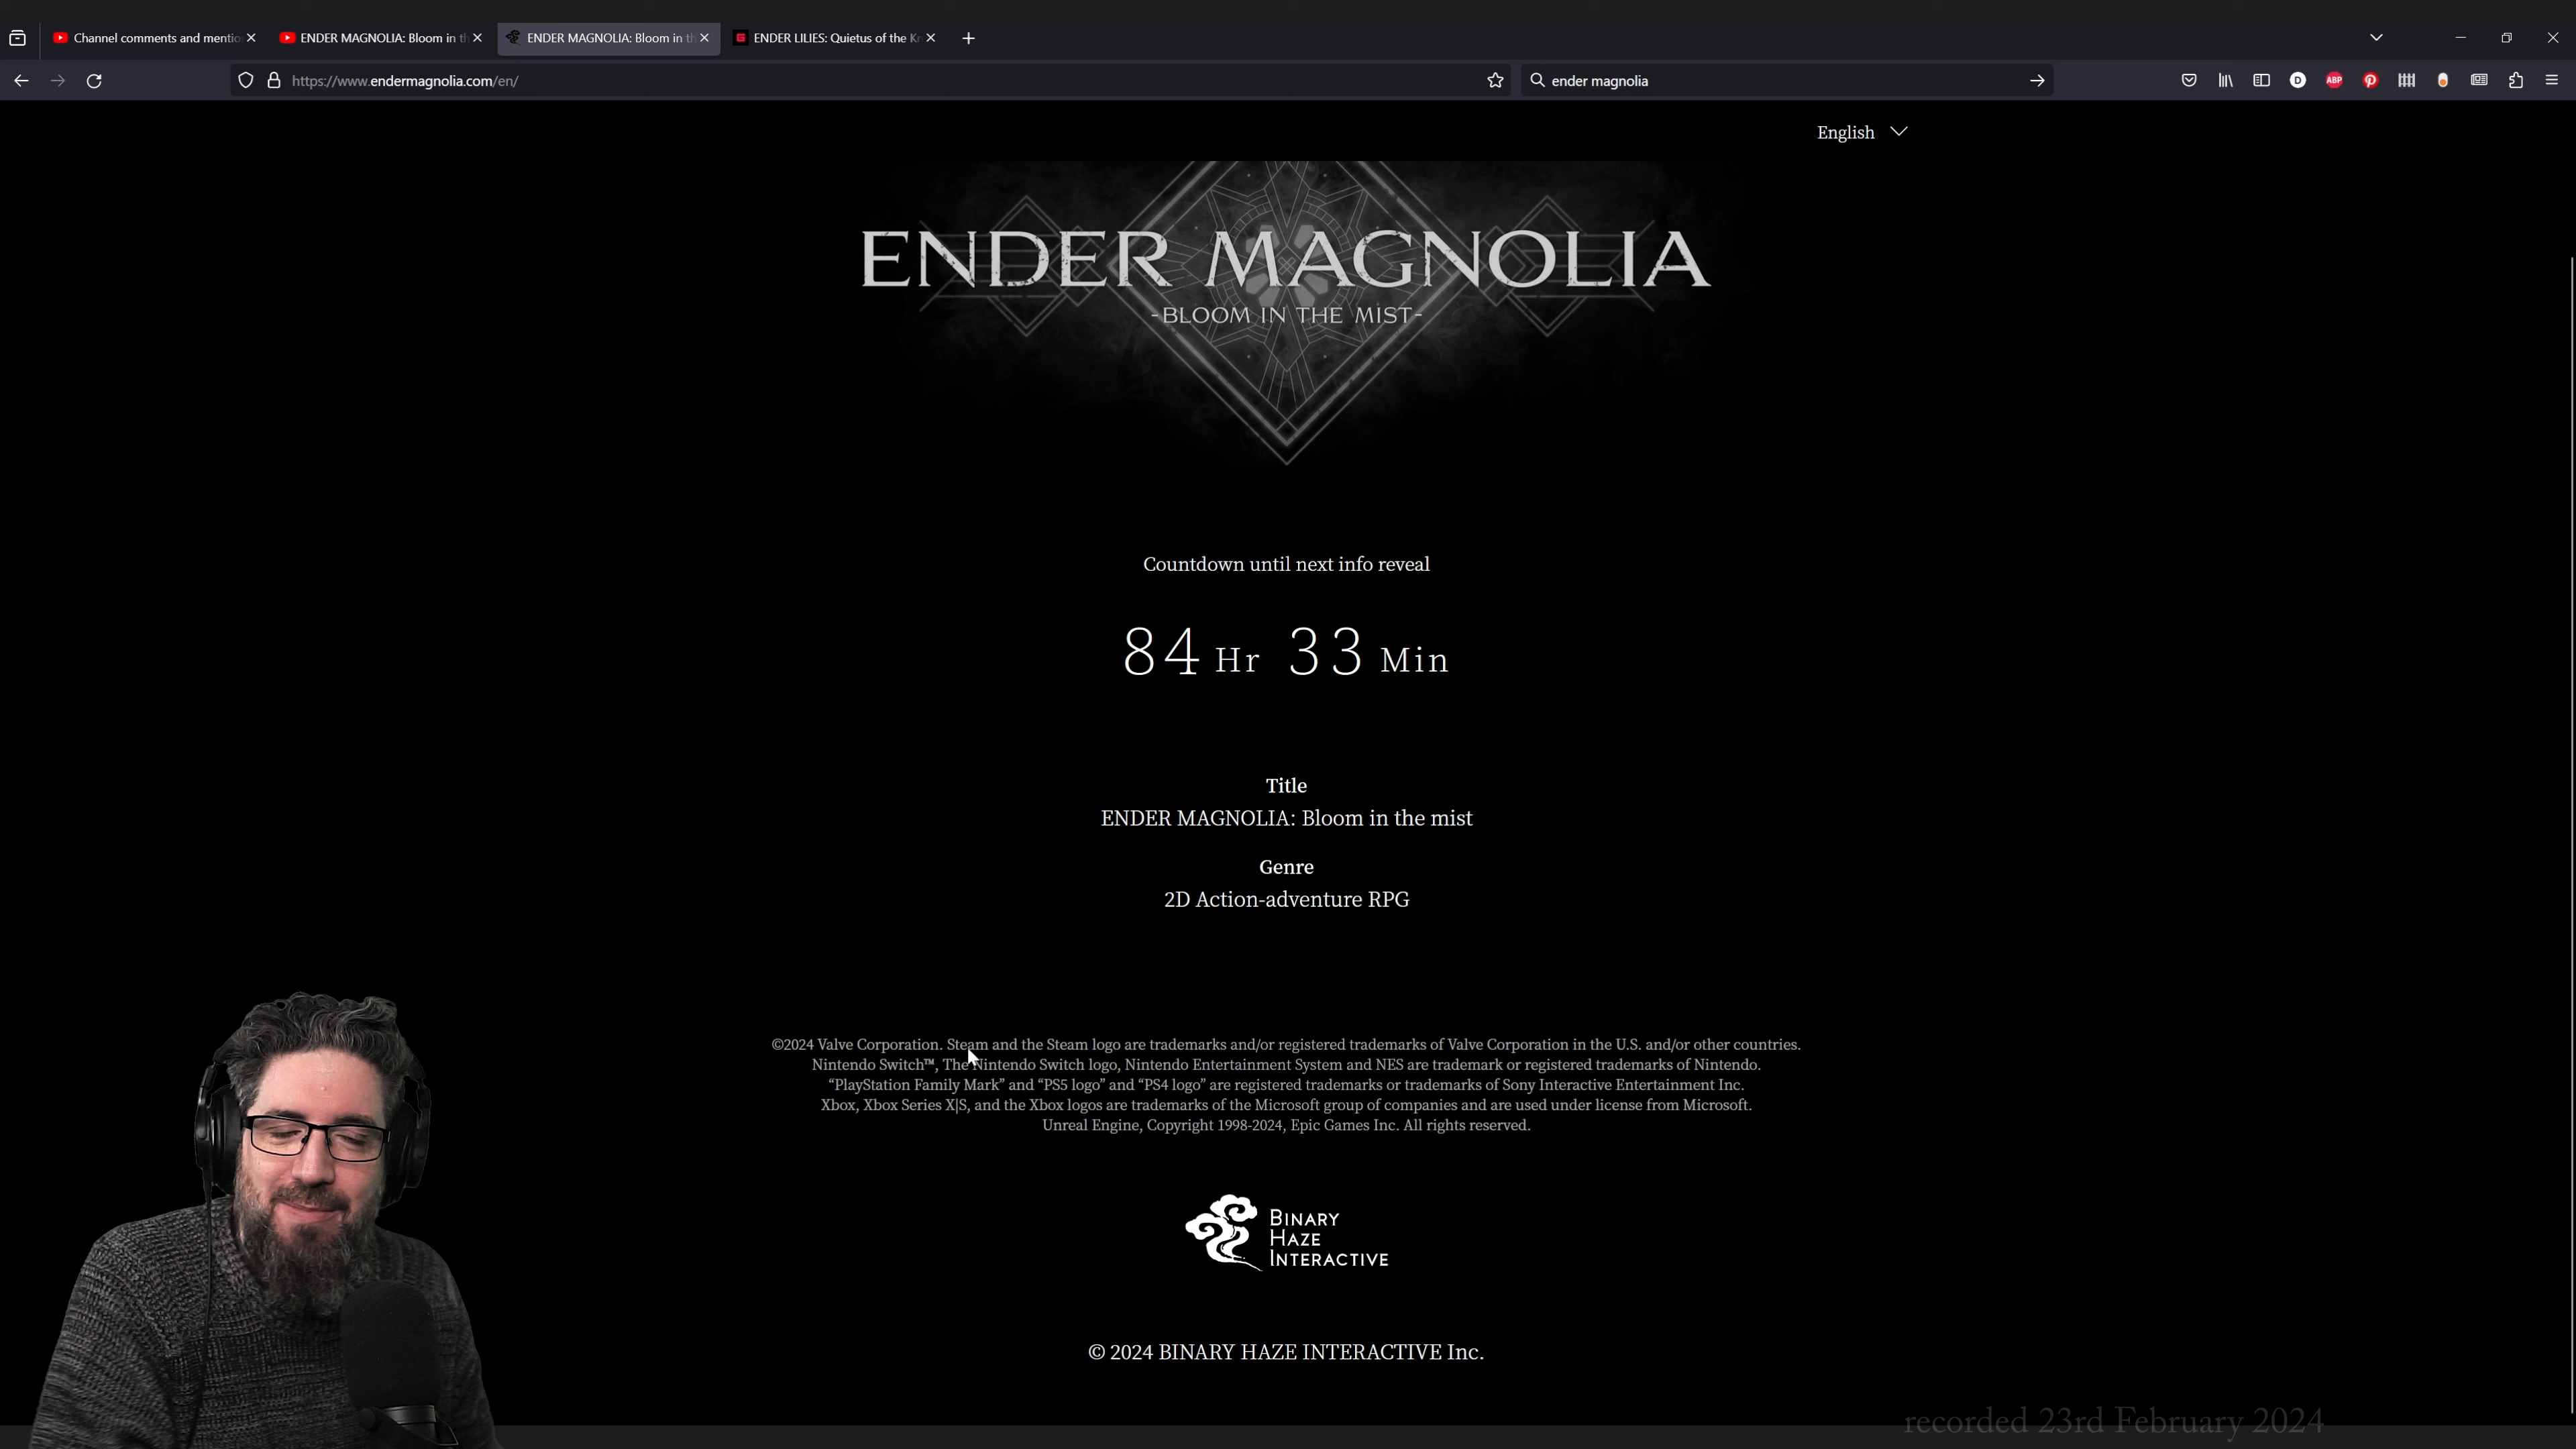 Channel comments and mentio
ENDER MAGNOLIA: Bloom in t
ENDER MAGNOLIA: Bloom in th
ENDER LILIES: Quietus of the Kn
https://www.endermagnolia.com/en/
ender magnolia
D
ABP
English
ENDER MAGNOLIA
-BLOOM IN THE MIST-
Countdown until next info reveal
84 Hr 33 Min
Title
ENDER MAGNOLIA: Bloom in the mist
Genre
2D Action-adventure RPG
©2024 Valve Corporation. Steam and the Steam logo are trademarks and/or registered trademarks of Valve Corporation in the U.S. and/or other countries.
Nintendo Switch™, The Nintendo Switch logo, Nintendo Entertainment System and NES are trademark or registered trademarks of Nintendo.
“PlayStation Family Mark” and “PS5 logo” and “PS4 logo” are registered trademarks or trademarks of Sony Interactive Entertainment Inc.
Xbox, Xbox Series X|S, and the Xbox logos are trademarks of the Microsoft group of companies and are used under license from Microsoft.
Unreal Engine, Copyright 1998-2024, Epic Games Inc. All rights reserved.
BINARY
HAZE
INTERACTIVE
© 2024 BINARY HAZE INTERACTIVE Inc.
recorded 23rd February 2024